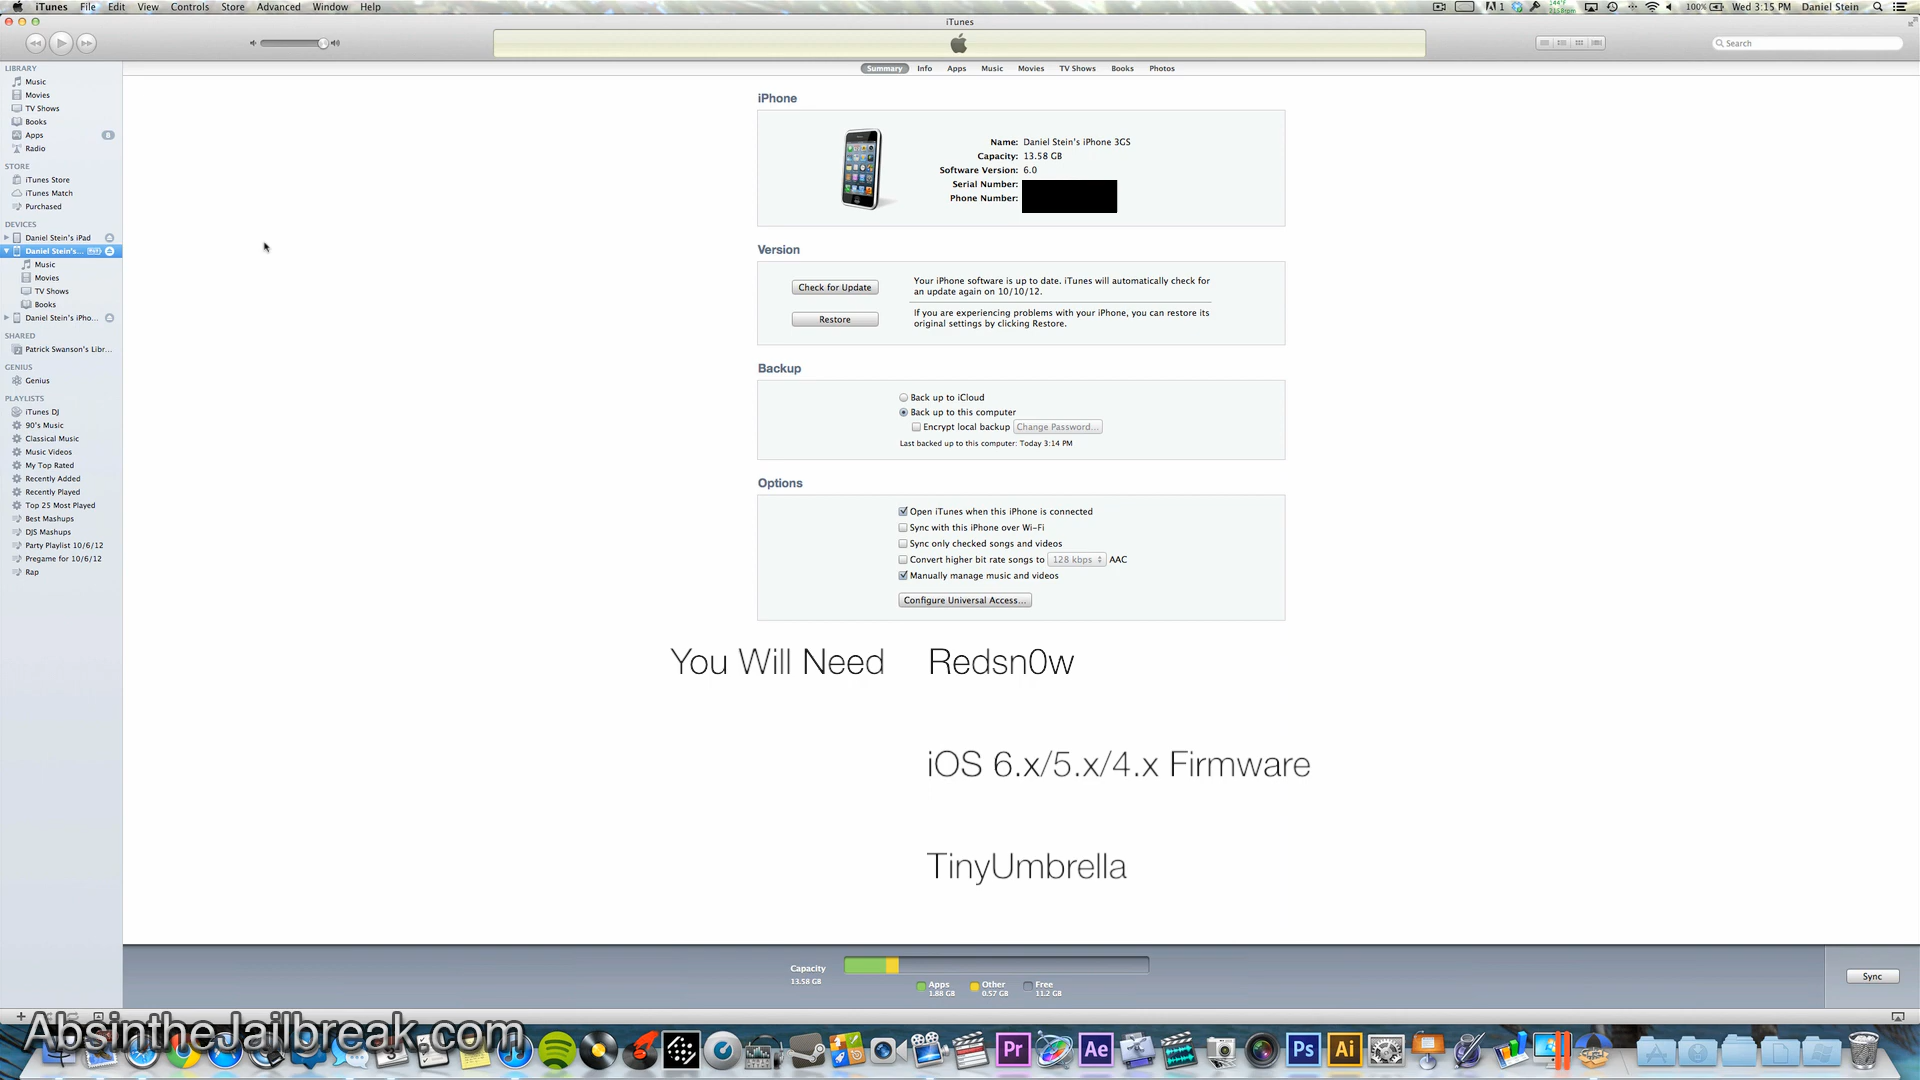 iTunes File Edit View Controls Store Advanced Window Help
1 100% Wed 3:15 PM Daniel Stein
iTunes
Search
Summary Info Apps Music Movies TV Shows Books Photos
LIBRARY
Music
Movies
TV Shows
Books
Apps 8
Radio
STORE
iTunes Store
iTunes Match
Purchased
DEVICES
Daniel Stein's iPad
Daniel Stein's...
Music
Movies
TV Shows
Books
Daniel Stein's iPho...
SHARED
Patrick Swanson's Libr...
GENIUS
Genius
PLAYLISTS
iTunes DJ
90's Music
Classical Music
Music Videos
My Top Rated
Recently Added
Recently Played
Top 25 Most Played
Best Mashups
DJS Mashups
Party Playlist 10/6/12
Pregame for 10/6/12
Rap
iPhone
Name: Daniel Stein's iPhone 3GS
Capacity: 13.58 GB
Software Version: 6.0
Serial Number:
Phone Number:
Version
Check for Update
Your iPhone software is up to date. iTunes will automatically check for
an update again on 10/10/12.
Restore
If you are experiencing problems with your iPhone, you can restore its
original settings by clicking Restore.
Backup
Back up to iCloud
Back up to this computer
Encrypt local backup Change Password...
Last backed up to this computer: Today 3:14 PM
Options
Open iTunes when this iPhone is connected
Sync with this iPhone over Wi-Fi
Sync only checked songs and videos
Convert higher bit rate songs to 128 kbps AAC
Manually manage music and videos
Configure Universal Access...
You Will Need Redsn0w
iOS 6.x/5.x/4.x Firmware
TinyUmbrella
Capacity
13.58 GB
Apps
1.88 GB
Other
0.57 GB
Free
11.2 GB
Sync
AbsintheJailbreak.com
Pr Ae Ps Ai